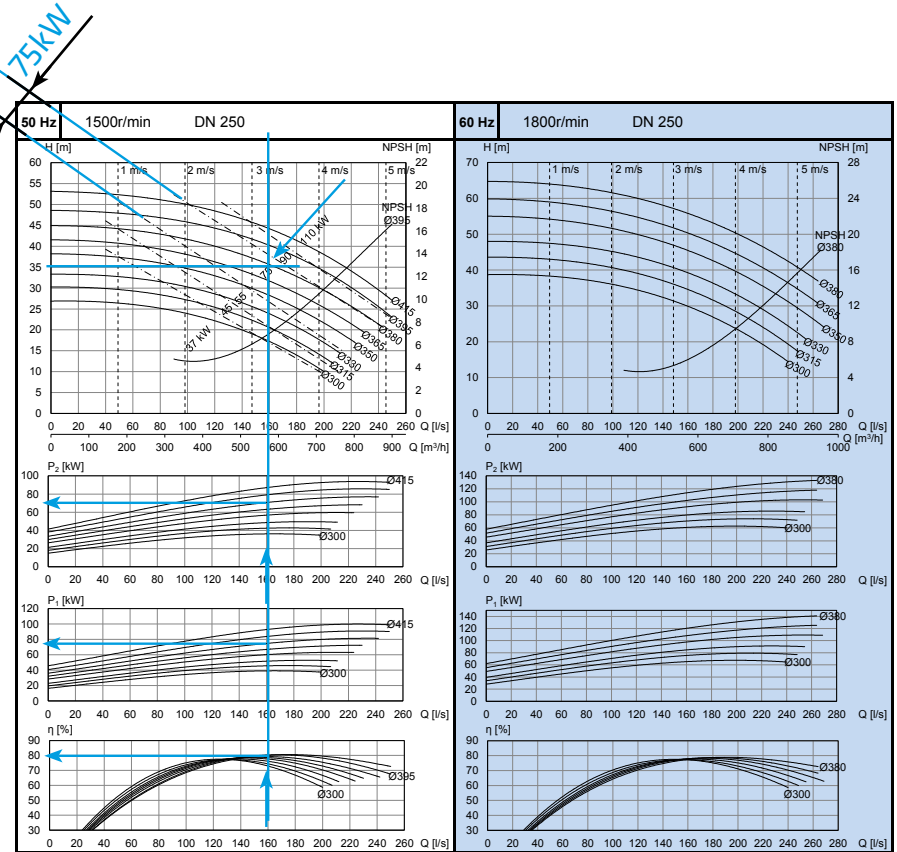 75kW
50 Hz 1500r/min DN 250
H [m] NPSH [m]
1 m/s 2 m/s 3 m/s 4 m/s 5 m/s
60 55 50 45 40 35 30 25 20 15 10 5 0
22 20 18 16 14 12 10 8 6 4 2 0
NPSH
Ø395
37 kW 45 55 75 90 110 kW
Ø415
Ø395
Ø380
Ø365
Ø350
Ø330
Ø315
Ø300
0 20 40 60 80 100 120 140 160 180 200 220 240 260 Q [l/s]
0 100 200 300 400 500 600 700 800 900 Q [m³/h]
P₂ [kW]
100 80 60 40 20 0
Ø415
Ø300
0 20 40 60 80 100 120 140 160 180 200 220 240 260 Q [l/s]
P₁ [kW]
120 100 80 60 40 20 0
Ø415
Ø300
0 20 40 60 80 100 120 140 160 180 200 220 240 260 Q [l/s]
η [%]
90 80 70 60 50 40 30
Ø395
Ø300
0 20 40 60 80 100 120 140 160 180 200 220 240 260 Q [l/s]
60 Hz 1800r/min DN 250
H [m] NPSH [m]
1 m/s 2 m/s 3 m/s 4 m/s 5 m/s
70 60 50 40 30 20 10 0
28 24 20 16 12 8 4 0
NPSH
Ø380
Ø380
Ø365
Ø350
Ø330
Ø315
Ø300
0 20 40 60 80 100 120 140 160 180 200 220 240 260 280 Q [l/s]
0 200 400 600 800 1000 Q [m³/h]
P₂ [kW]
140 120 100 80 60 40 20 0
Ø380
Ø300
0 20 40 60 80 100 120 140 160 180 200 220 240 260 280 Q [l/s]
P₁ [kW]
140 120 100 80 60 40 20 0
Ø380
Ø300
0 20 40 60 80 100 120 140 160 180 200 220 240 260 280 Q [l/s]
η [%]
90 80 70 60 50 40 30
Ø380
Ø300
0 20 40 60 80 100 120 140 160 180 200 220 240 260 280 Q [l/s]